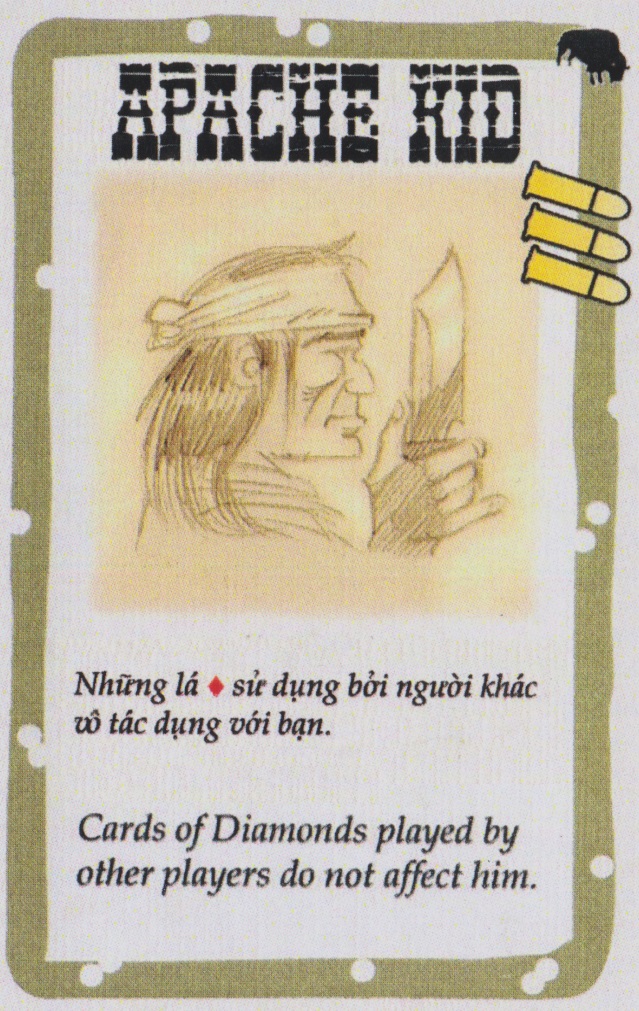 APACHE KID
Những lá ♦ sử dụng bởi người khác
vô tác dụng với bạn.
Cards of Diamonds played by
other players do not affect him.